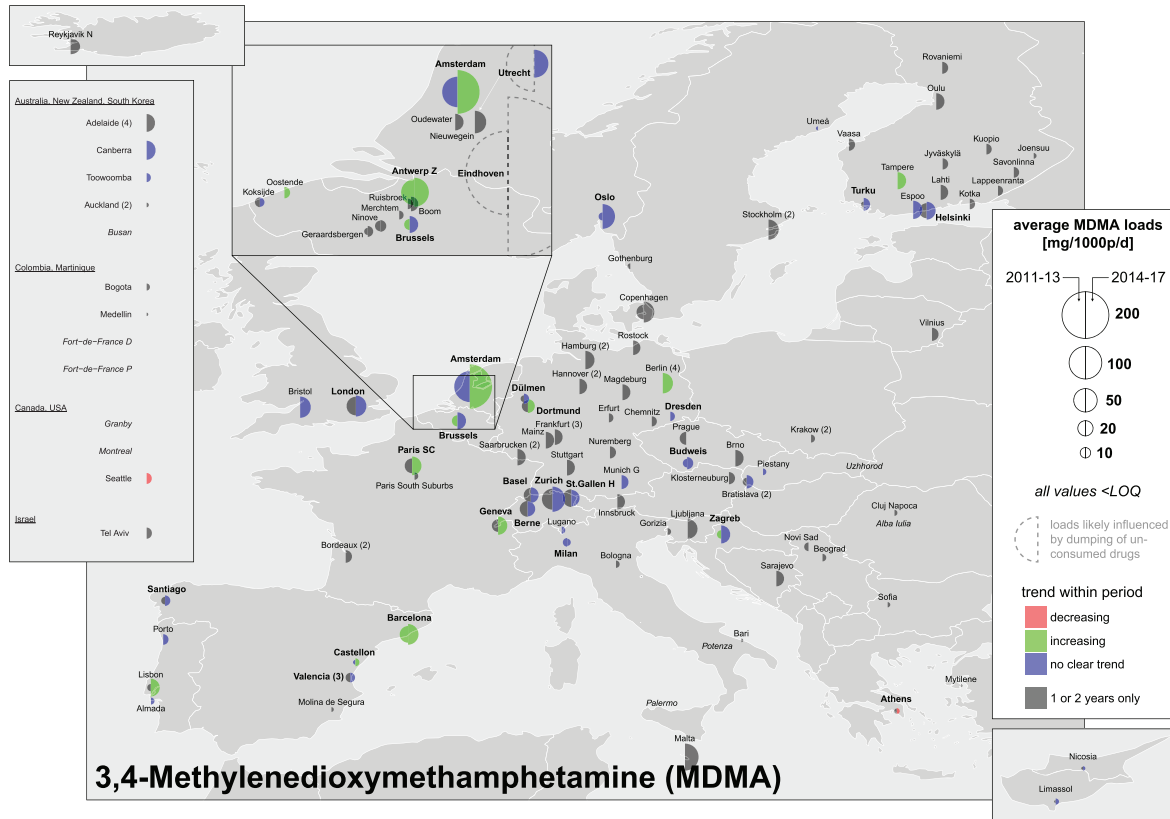 Reykjavik N
Australia, New Zealand, South Korea
Adelaide (4)
Canberra
Toowoomba
Auckland (2)
Busan
Colombia, Martinique
Bogota
Medellin
Fort−de−France D
Fort−de−France P
Canada, USA
Granby
Montreal
Seattle
Israel
Tel Aviv
Amsterdam
Utrecht
Oudewater
Nieuwegein
Antwerp Z
Eindhoven
Oostende
Koksijde
Ruisbroek
Merchtem
Boom
Ninove
Geraardsbergen
Brussels
Rovaniemi
Oulu
Umeå
Vaasa
Kuopio
Joensuu
Jyväskylä
Savonlinna
Tampere
Lahti
Lappeenranta
Turku
Espoo
Kotka
Helsinki
Oslo
Stockholm (2)
Gothenburg
Copenhagen
Vilnius
Rostock
Hamburg (2)
Amsterdam
Hannover (2)
Berlin (4)
Magdeburg
Bristol
London
Dülmen
Dortmund
Erfurt
Chemnitz
Dresden
Brussels
Frankfurt (3)
Mainz
Prague
Krakow (2)
Paris SC
Saarbrucken (2)
Nuremberg
Brno
Stuttgart
Budweis
Piestany
Uzhhorod
Paris South Suburbs
Munich G
Klosterneuburg
Bratislava (2)
Basel
Zurich
St.Gallen H
Innsbruck
Cluj Napoca
Geneva
Berne
Lugano
Gorizia
Ljubljana
Zagreb
Alba Iulia
Milan
Novi Sad
Bordeaux (2)
Bologna
Beograd
Sarajevo
Santiago
Sofia
Barcelona
Porto
Bari
Potenza
Castellon
Lisbon
Valencia (3)
Mytilene
Almada
Molina de Segura
Palermo
Athens
Malta
3,4-Methylenedioxymethamphetamine (MDMA)
average MDMA loads
[mg/1000p/d]
2011-13
2014-17
200
100
50
20
10
all values <LOQ
loads likely influenced
by dumping of un-
consumed drugs
trend within period
decreasing
increasing
no clear trend
1 or 2 years only
Nicosia
Limassol